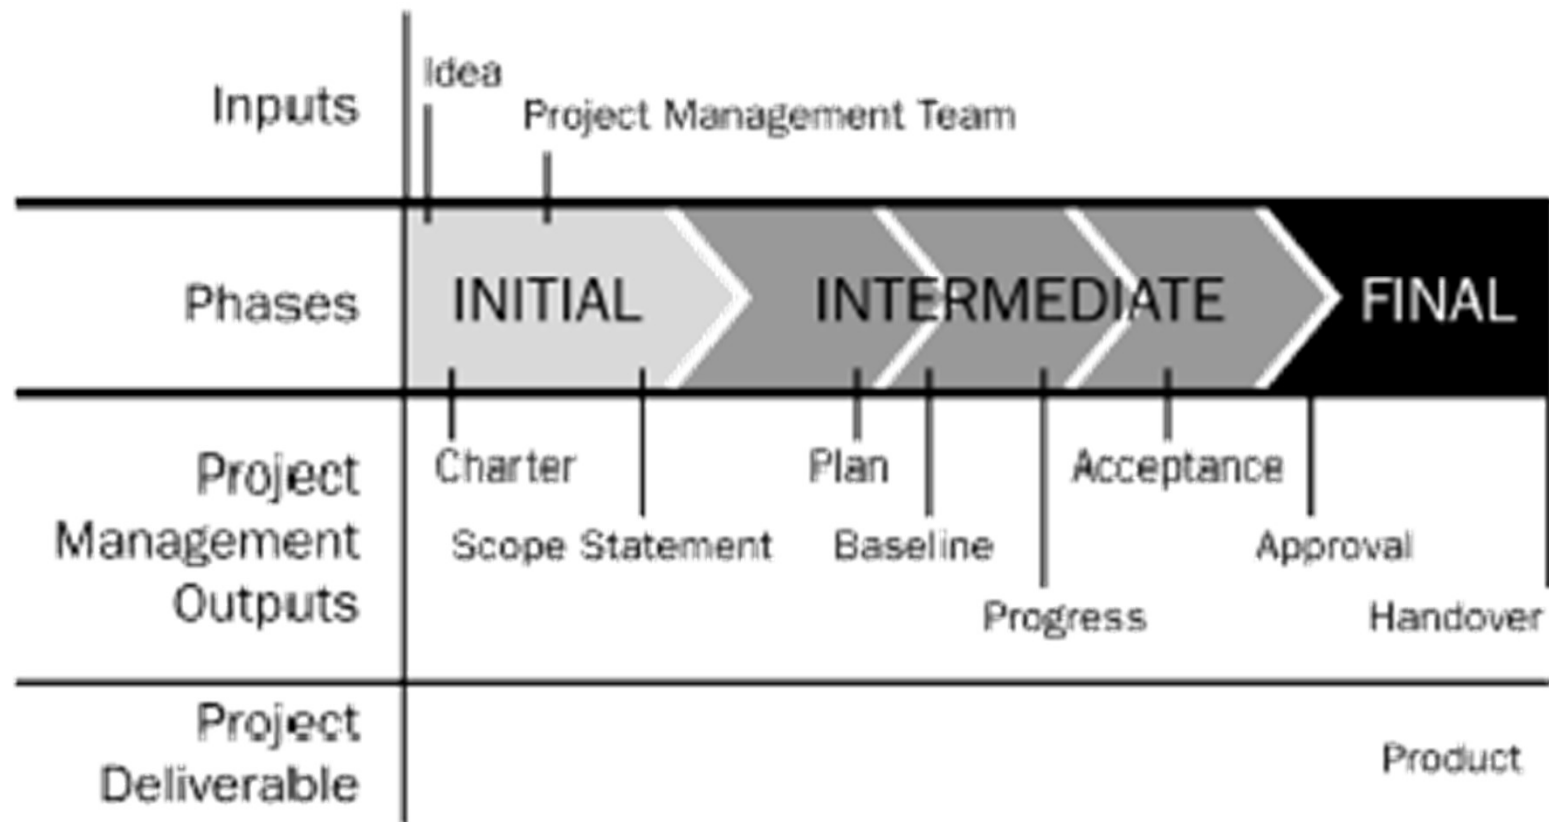 Inputs
Idea
Project Management Team
Phases
INITIAL
INTERMEDIATE
FINAL
Project
Management
Outputs
Charter
Scope Statement
Plan
Baseline
Progress
Acceptance
Approval
Handover
Project
Deliverable
Product